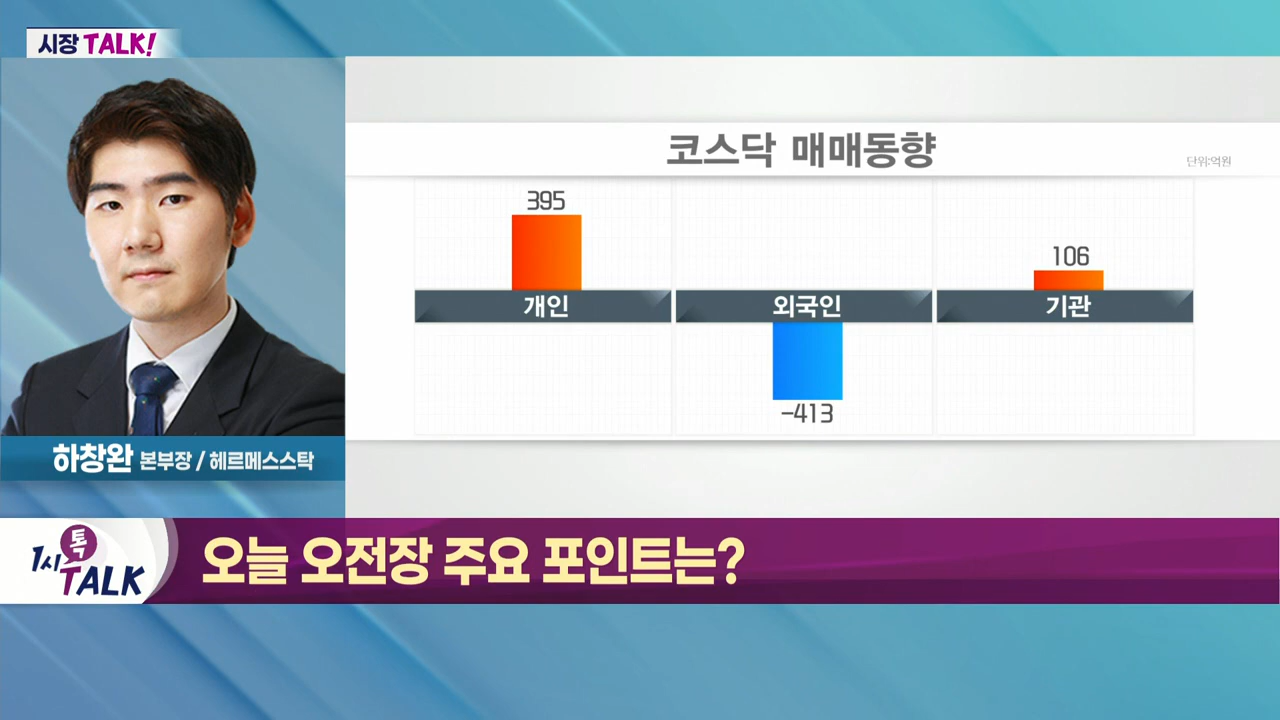 시장 TALK!
코스닥 매매동향
단위:억원
395
106
개인
외국인
기관
-413
하창완 본부장 / 헤르메스스탁
1시 톡 TALK
오늘 오전장 주요 포인트는?